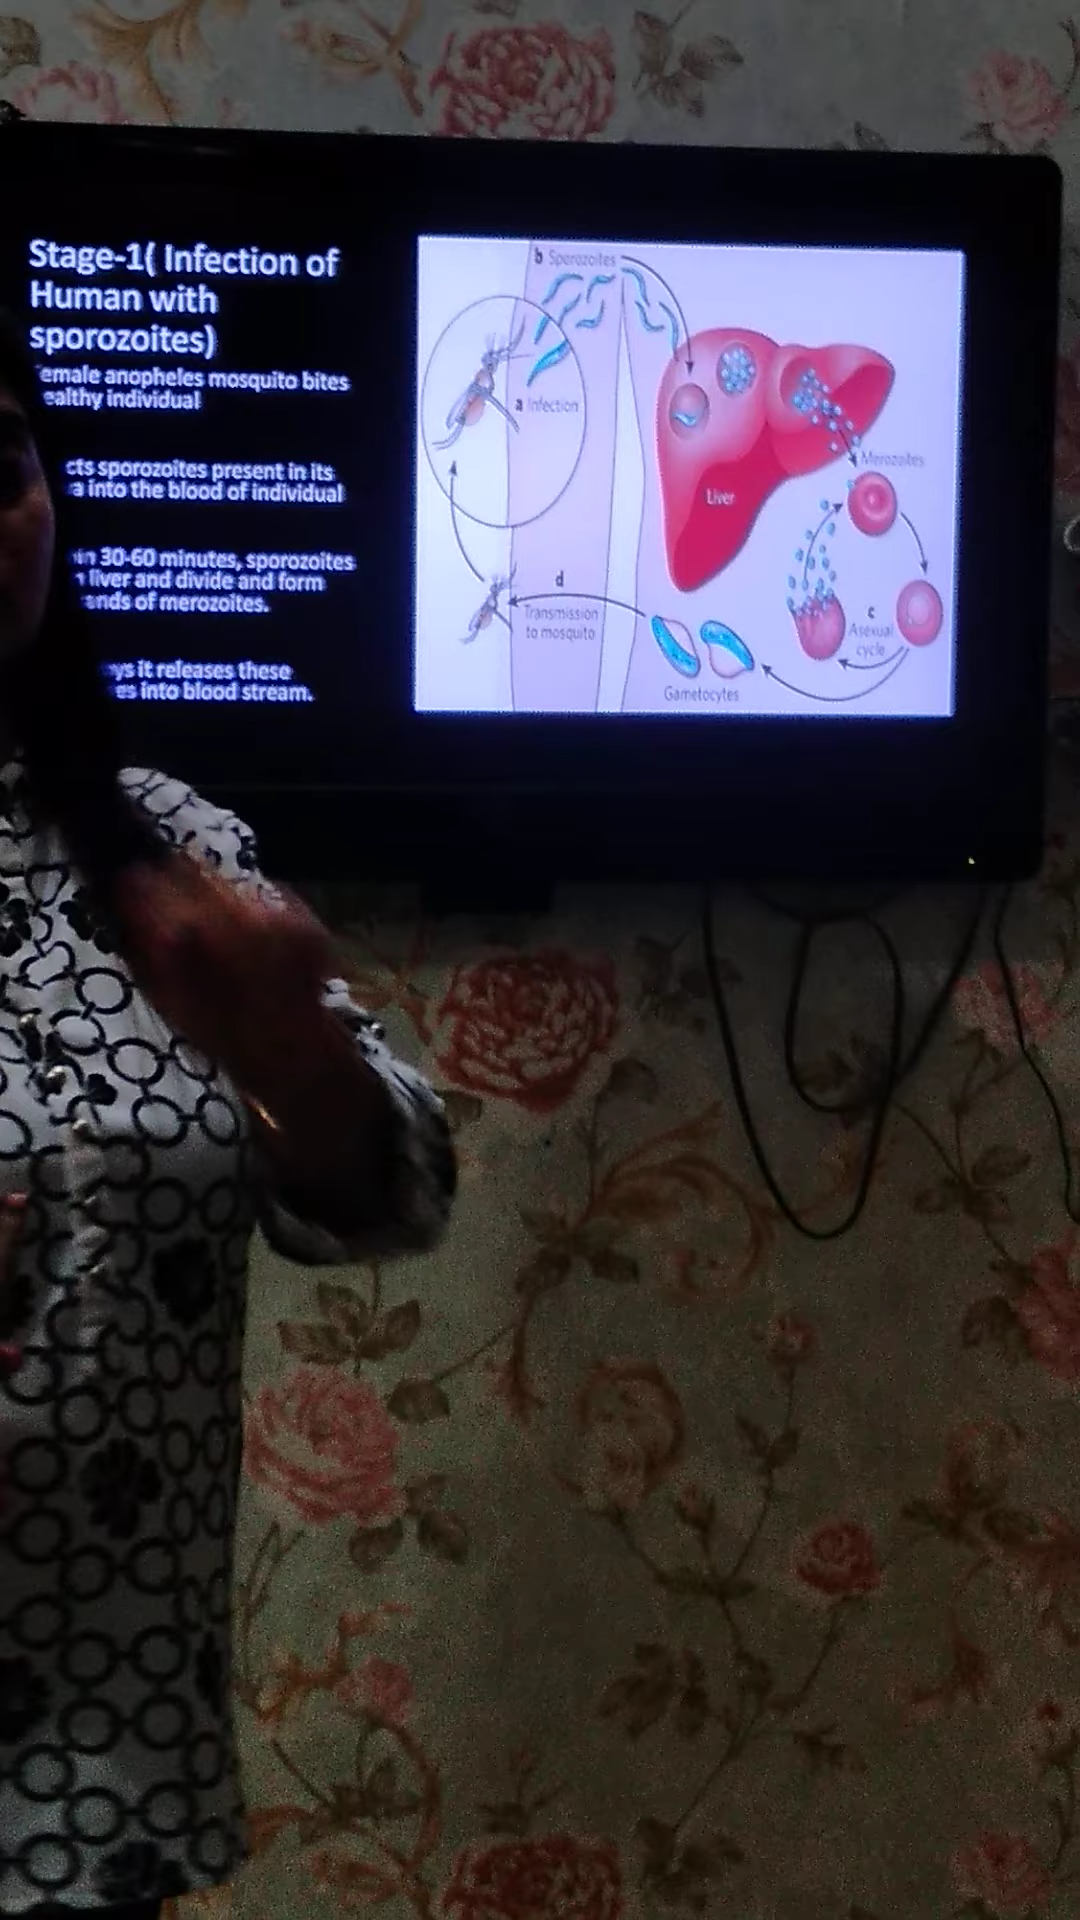 Stage-1( Infection of
Human with
sporozoites)
emale anopheles mosquito bites
ealthy individual
cts sporozoites present in its
a into the blood of individual
in 30-60 minutes, sporozoites
liver and divide and form
ands of merozoites.
ys it releases these
es into blood stream.
b Sporozoites
a Infection
Merozoites
Liver
d
Transmission
to mosquito
c
Asexual
cycle
Gametocytes